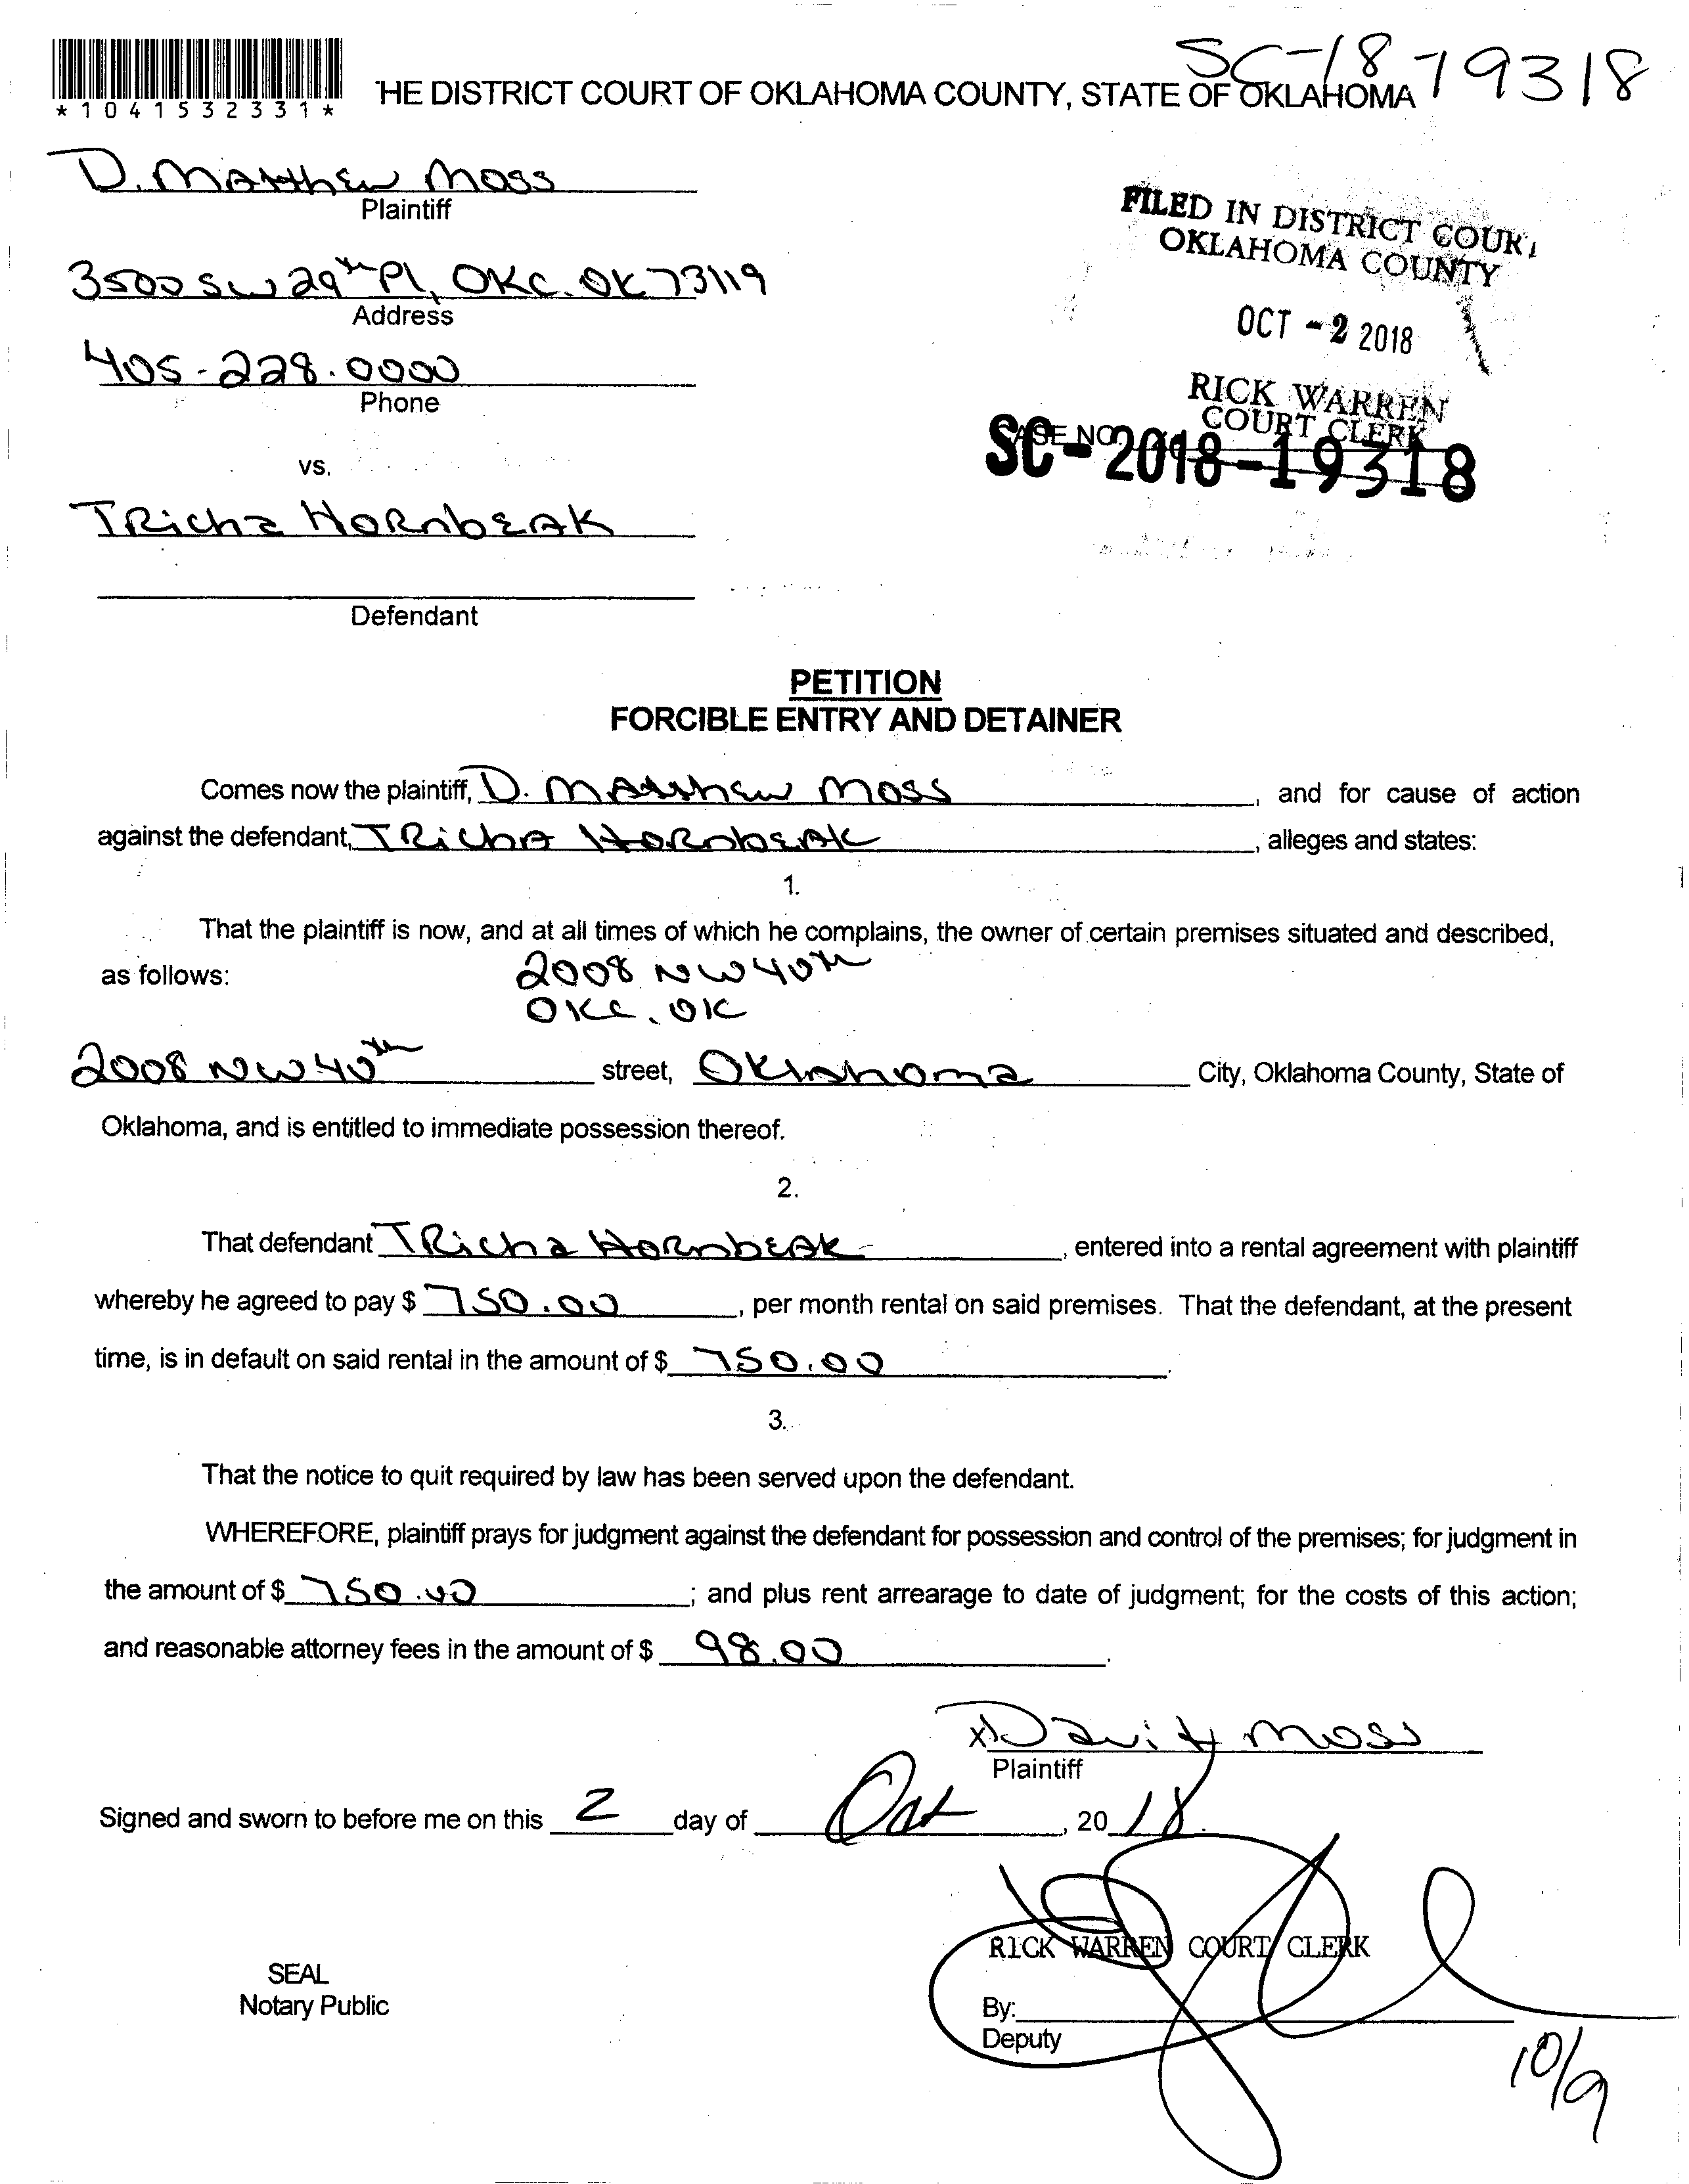 SC-18-19318
*1041532331*
THE DISTRICT COURT OF OKLAHOMA COUNTY, STATE OF OKLAHOMA
D. Matthew Moss
Plaintiff
3500 SW 29th Pl, OKC. OK 73119
Address
405-228.0000
Phone
vs.
FILED IN DISTRICT COURT
OKLAHOMA COUNTY
OCT -2 2018
RICK WARREN
COURT CLERK
CASE NO.
SC-2018-19318
Tricha Hornbeak
Defendant
PETITION
FORCIBLE ENTRY AND DETAINER
Comes now the plaintiff, D. Matthew Moss, and for cause of action
against the defendant, Tricha Hornbeak, alleges and states:
1.
That the plaintiff is now, and at all times of which he complains, the owner of certain premises situated and described,
as follows: 2008 NW 40th
OKC. OK
2008 NW 40th street, Oklahoma City, Oklahoma County, State of
Oklahoma, and is entitled to immediate possession thereof.
2.
That defendant Tricha Hornbeak, entered into a rental agreement with plaintiff
whereby he agreed to pay $ 750.00, per month rental on said premises. That the defendant, at the present
time, is in default on said rental in the amount of $ 750.00.
3.
That the notice to quit required by law has been served upon the defendant.
WHEREFORE, plaintiff prays for judgment against the defendant for possession and control of the premises; for judgment in
the amount of $ 750.00; and plus rent arrearage to date of judgment; for the costs of this action;
and reasonable attorney fees in the amount of $ 98.00.
x David Moss
Plaintiff
Signed and sworn to before me on this 2 day of Oct, 2018.
RICK WARREN COURT CLERK
SEAL
Notary Public
By:
Deputy
10/9